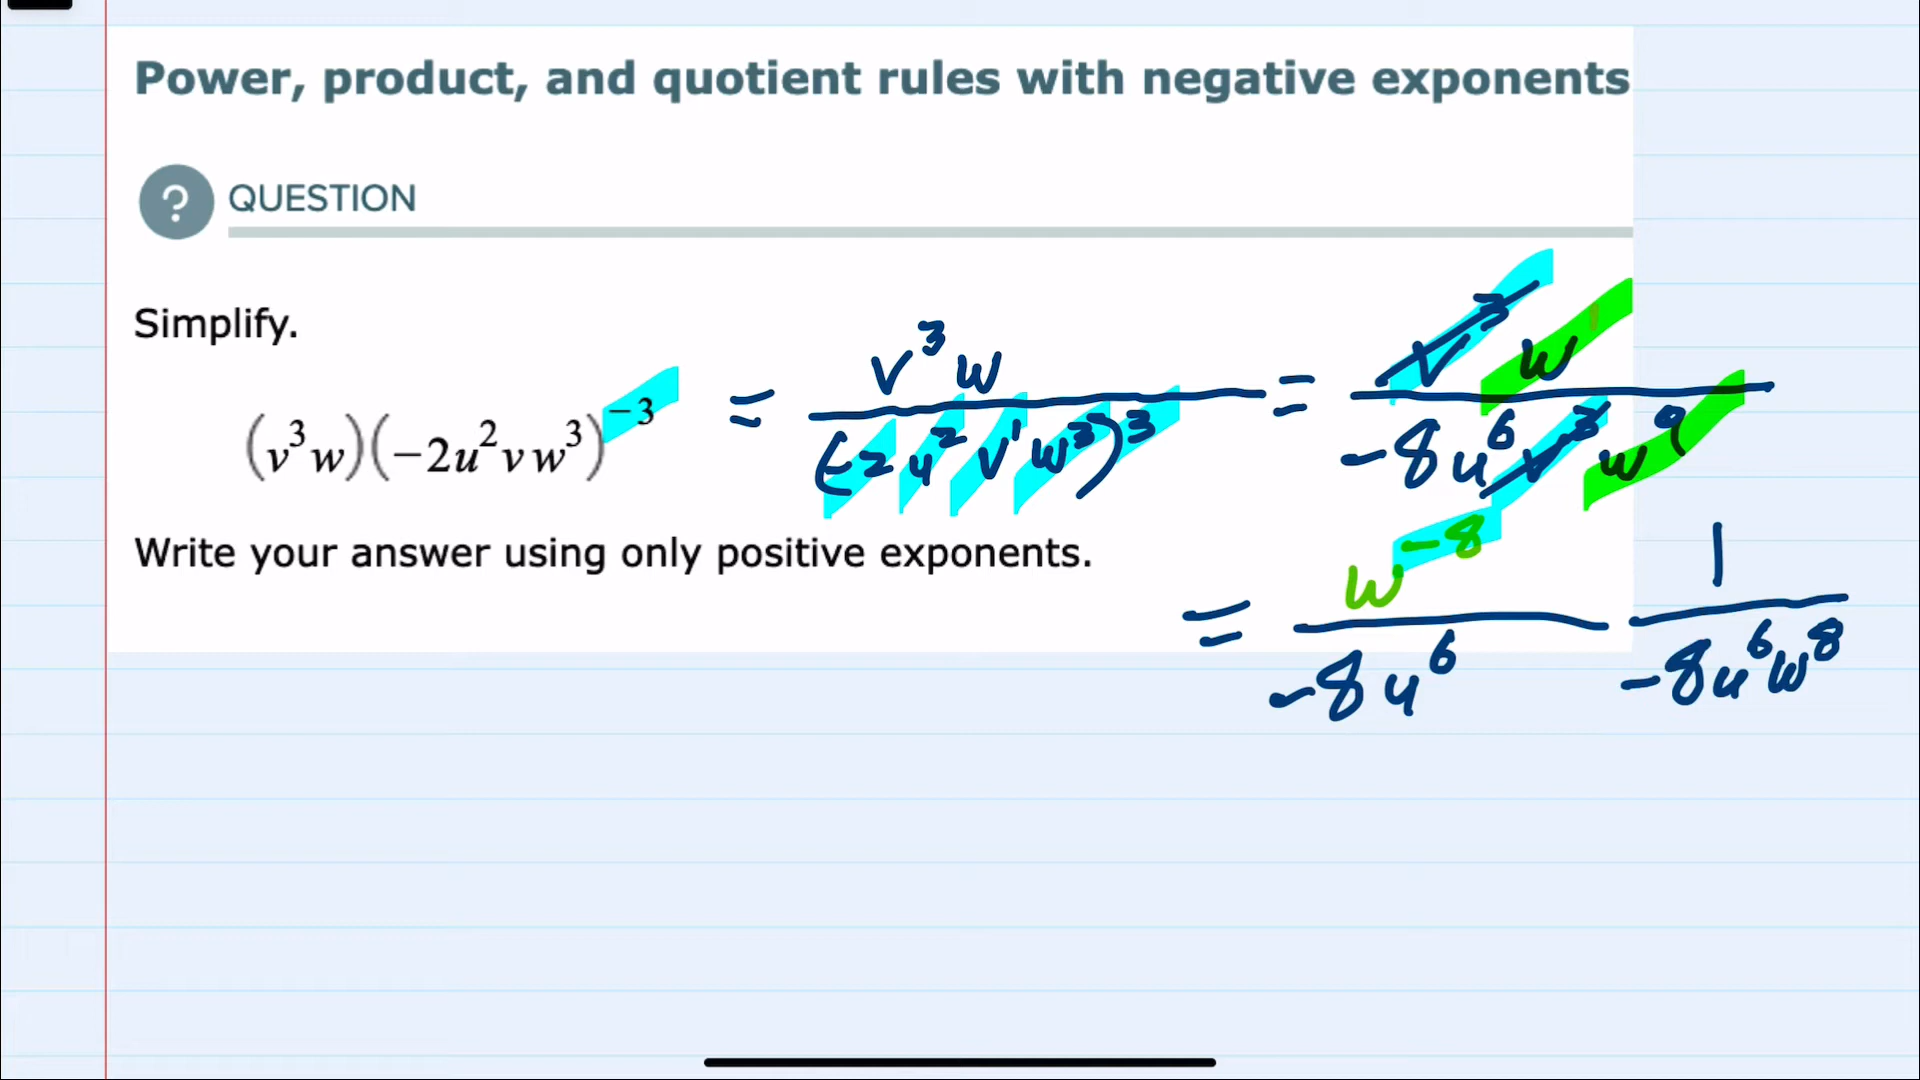 Power, product, and quotient rules with negative exponents
? QUESTION
Simplify.
(v³w)(−2u²vw³)⁻³ = v³w / (-2u²v¹w³)³ = v³w¹ / -8u⁶v³w⁹
Write your answer using only positive exponents.
= w⁻⁸ / -8u⁶ 1 / -8u⁶w⁸